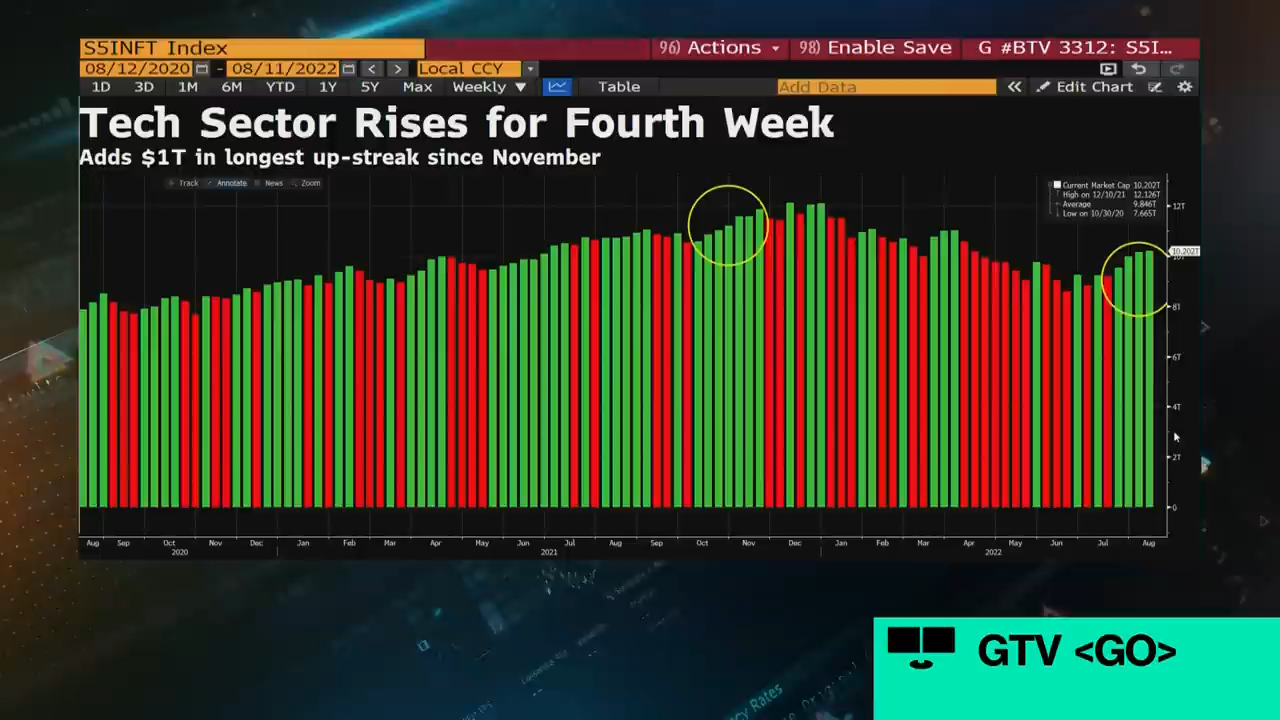 S5INFT Index
96) Actions
98) Enable Save
G #BTV 3312: S5I...
08/12/2020 - 08/11/2022 < > Local CCY
1D 3D 1M 6M YTD 1Y 5Y Max Weekly ▼ Table Add Data « Edit Chart
Tech Sector Rises for Fourth Week
Adds $1T in longest up-streak since November
Track Annotate News Zoom
Current Market Cap 10.202T
High on 12/10/21 12.126T
Average 9.846T
Low on 10/30/20 7.665T
12T
10.202T
10T
8T
6T
4T
2T
0
Aug Sep Oct Nov Dec Jan Feb Mar Apr May Jun Jul Aug Sep Oct Nov Dec Jan Feb Mar Apr May Jun Jul Aug
2020 2021 2022
GTV <GO>